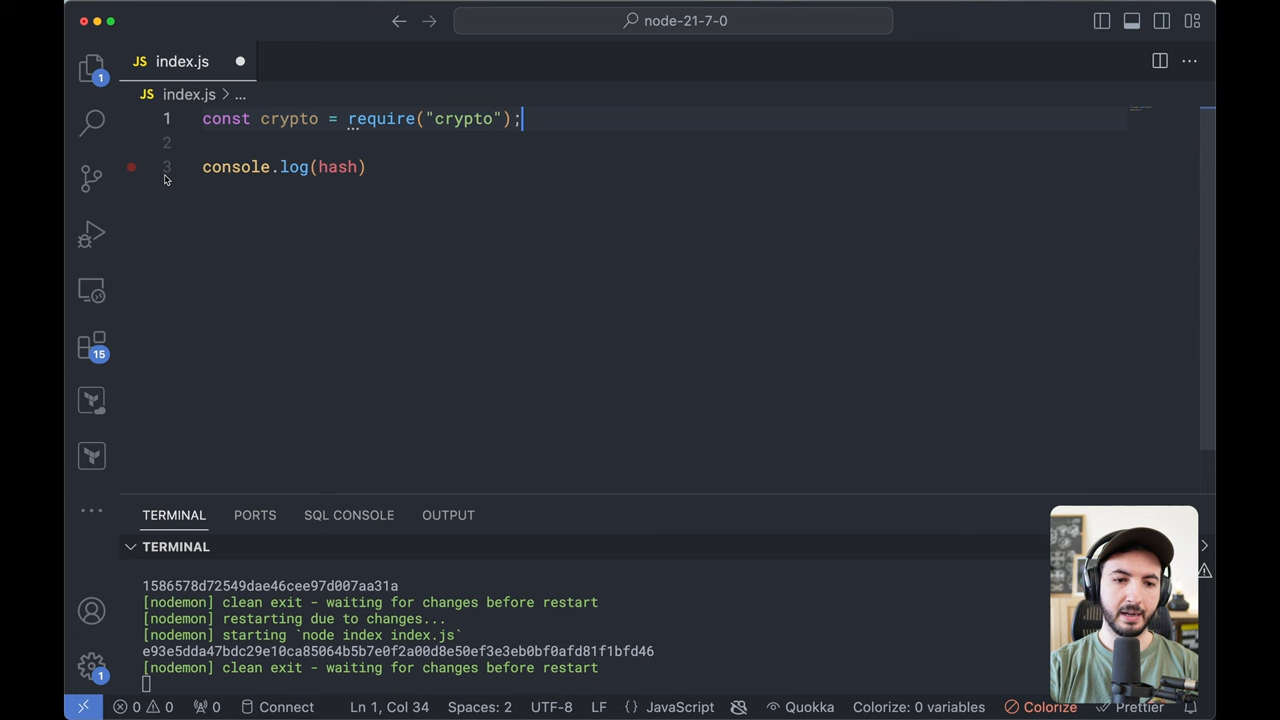 node-21-7-0
JS index.js
JS index.js > ...
1 const crypto = require("crypto");
2
3 console.log(hash)
1
15
1
TERMINAL PORTS SQL CONSOLE OUTPUT
TERMINAL
1586578d72549dae46cee97d007aa31a
[nodemon] clean exit - waiting for changes before restart
[nodemon] restarting due to changes...
[nodemon] starting `node index index.js`
e93e5dda47bdc29e10ca85064b5b7e0f2a00d8e50ef3e3eb0bf0afd81f1bfd46
[nodemon] clean exit - waiting for changes before restart
0 0 0 Connect Ln 1, Col 34 Spaces: 2 UTF-8 LF {} JavaScript Quokka Colorize: 0 variables Colorize Prettier